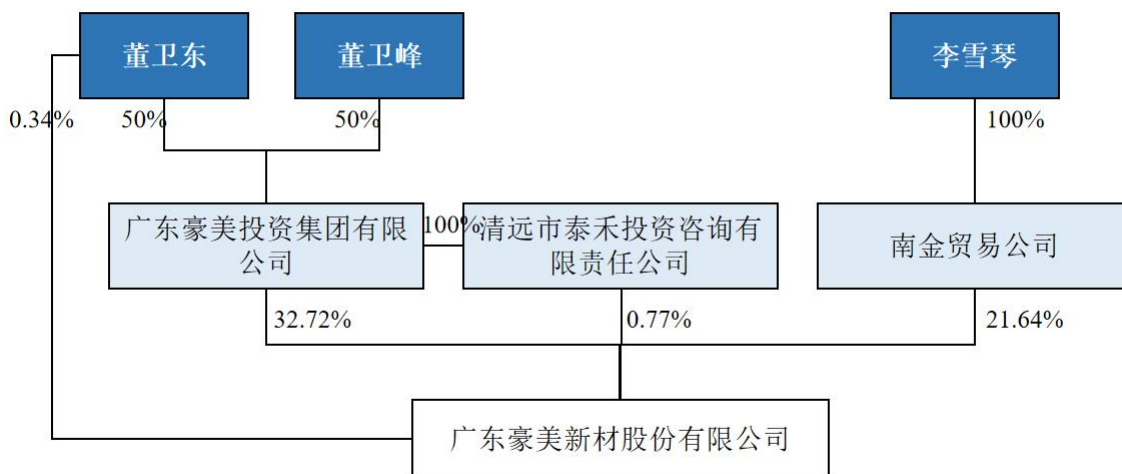 董卫东
董卫峰
李雪琴
0.34%
50%
50%
100%
广东豪美投资集团有限
公司
100%
清远市泰禾投资咨询有
限责任公司
南金贸易公司
32.72%
0.77%
21.64%
广东豪美新材股份有限公司